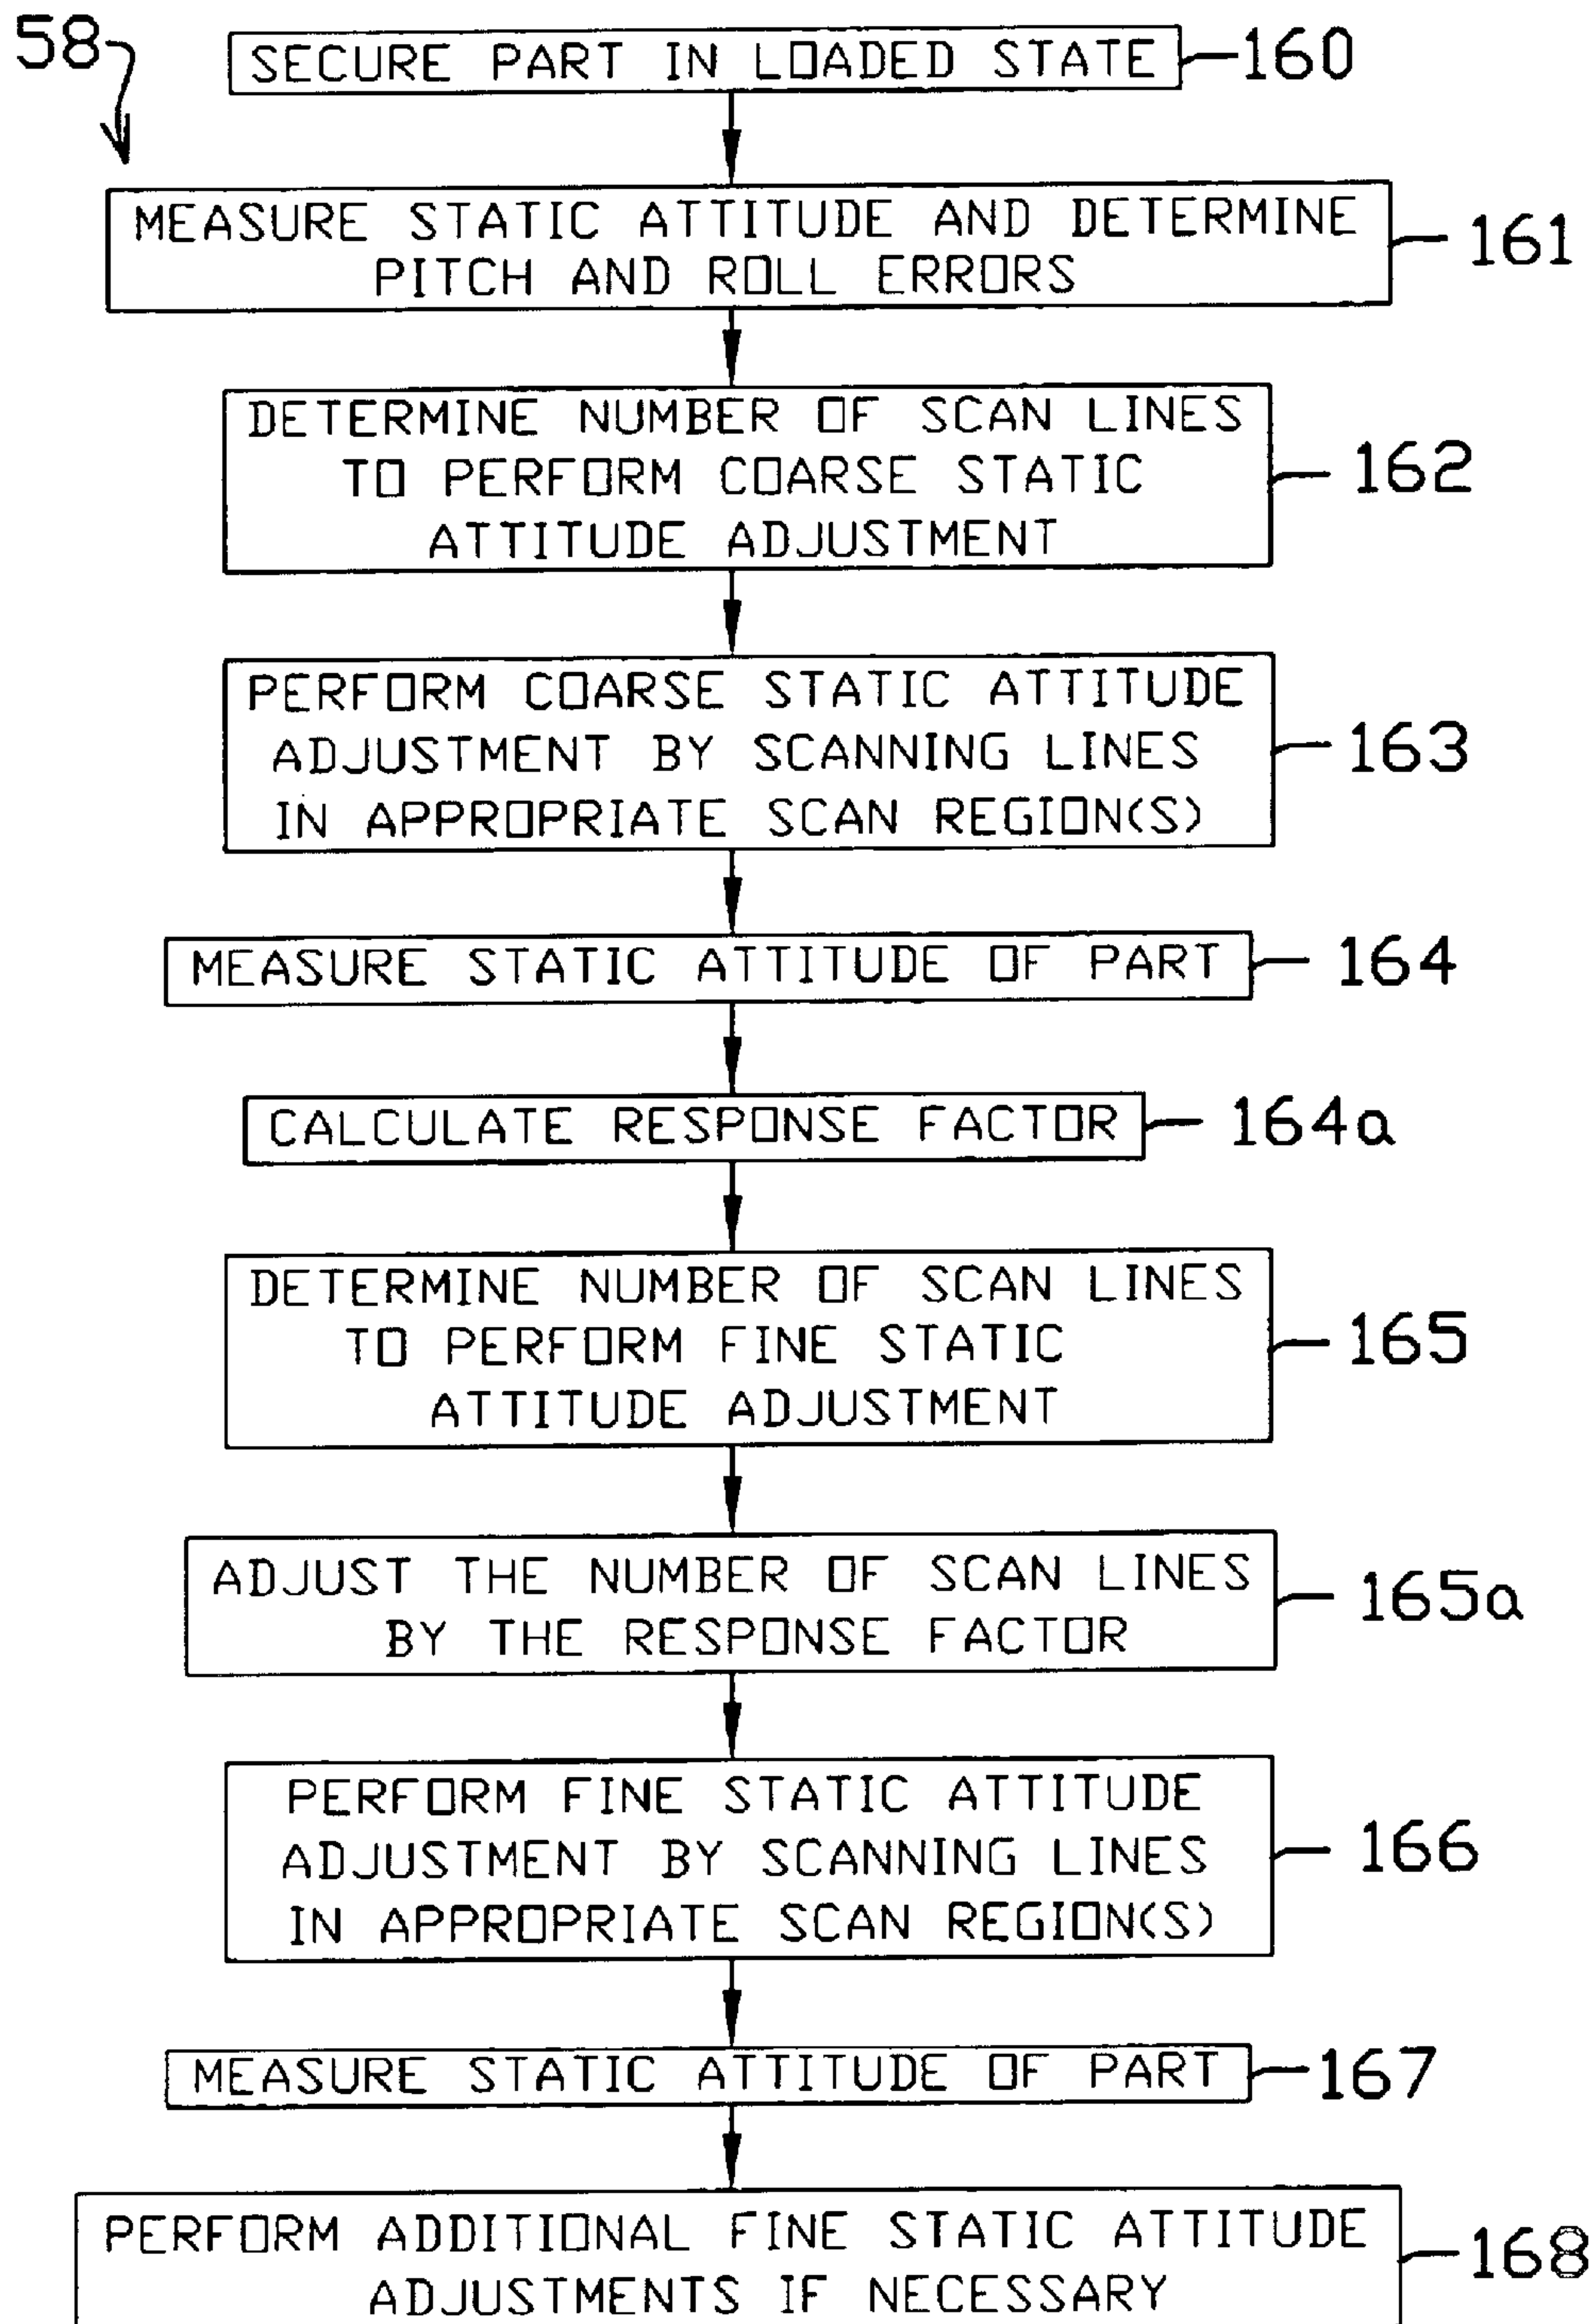 58
SECURE PART IN LOADED STATE
160
MEASURE STATIC ATTITUDE AND DETERMINE
PITCH AND ROLL ERRORS
161
DETERMINE NUMBER OF SCAN LINES
TO PERFORM COARSE STATIC
ATTITUDE ADJUSTMENT
162
PERFORM COARSE STATIC ATTITUDE
ADJUSTMENT BY SCANNING LINES
IN APPROPRIATE SCAN REGION(S)
163
MEASURE STATIC ATTITUDE OF PART
164
CALCULATE RESPONSE FACTOR
164a
DETERMINE NUMBER OF SCAN LINES
TO PERFORM FINE STATIC
ATTITUDE ADJUSTMENT
165
ADJUST THE NUMBER OF SCAN LINES
BY THE RESPONSE FACTOR
165a
PERFORM FINE STATIC ATTITUDE
ADJUSTMENT BY SCANNING LINES
IN APPROPRIATE SCAN REGION(S)
166
MEASURE STATIC ATTITUDE OF PART
167
PERFORM ADDITIONAL FINE STATIC ATTITUDE
ADJUSTMENTS IF NECESSARY
168